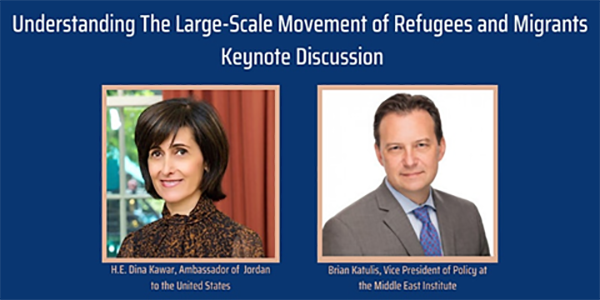 Understanding The Large-Scale Movement of Refugees and Migrants
Keynote Discussion
H.E. Dina Kawar, Ambassador of Jordan
to the United States
Brian Katulis, Vice President of Policy at
the Middle East Institute